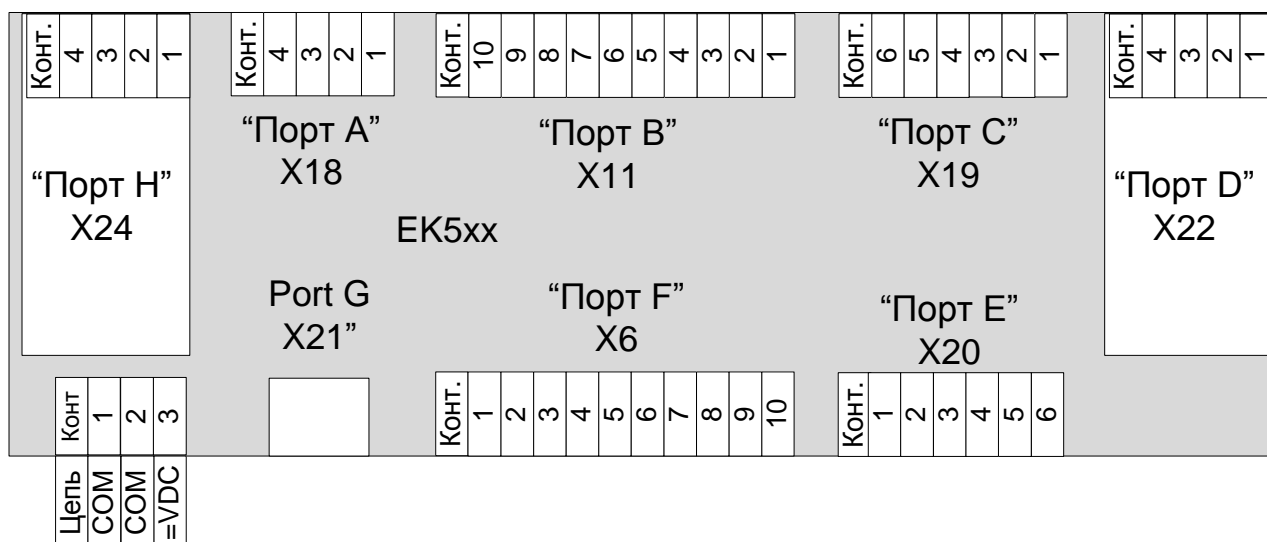 Конт. 4 3 2 1
Конт. 4 3 2 1
Конт. 10 9 8 7 6 5 4 3 2 1
Конт. 6 5 4 3 2 1
Конт. 4 3 2 1
“Порт H”
X24
“Порт A”
X18
“Порт B”
X11
“Порт C”
X19
“Порт D”
X22
EK5xx
Port G
X21”
“Порт F”
X6
“Порт E”
X20
Конт 1 2 3
Цепь COM COM =VDC
Конт. 1 2 3 4 5 6 7 8 9 10
Конт. 1 2 3 4 5 6